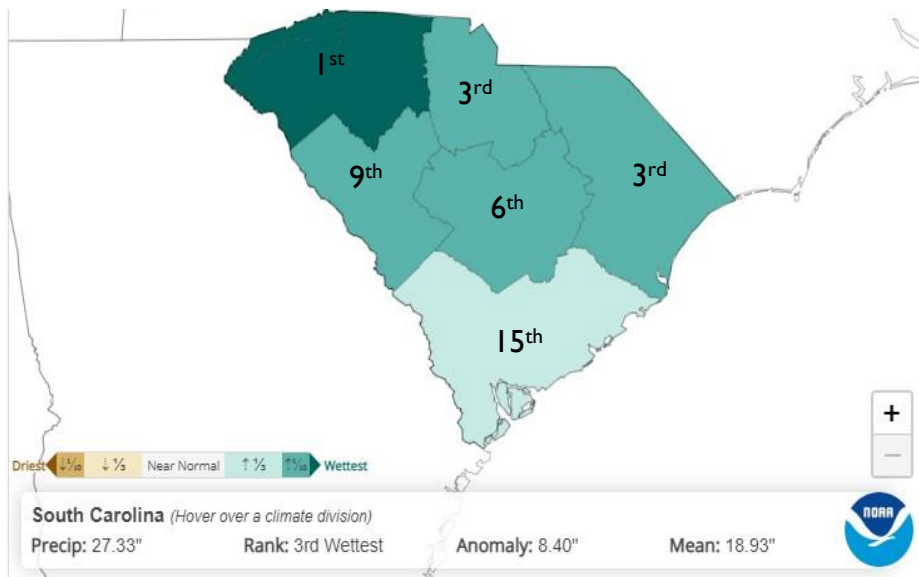 1st
3rd
9th
3rd
6th
15th
Driest ↓ 1/10 ↓ 1/3 Near Normal ↑ 1/3 ↑ 1/10 Wettest
+
−
South Carolina (Hover over a climate division)
Precip: 27.33" Rank: 3rd Wettest Anomaly: 8.40" Mean: 18.93"
NOAA